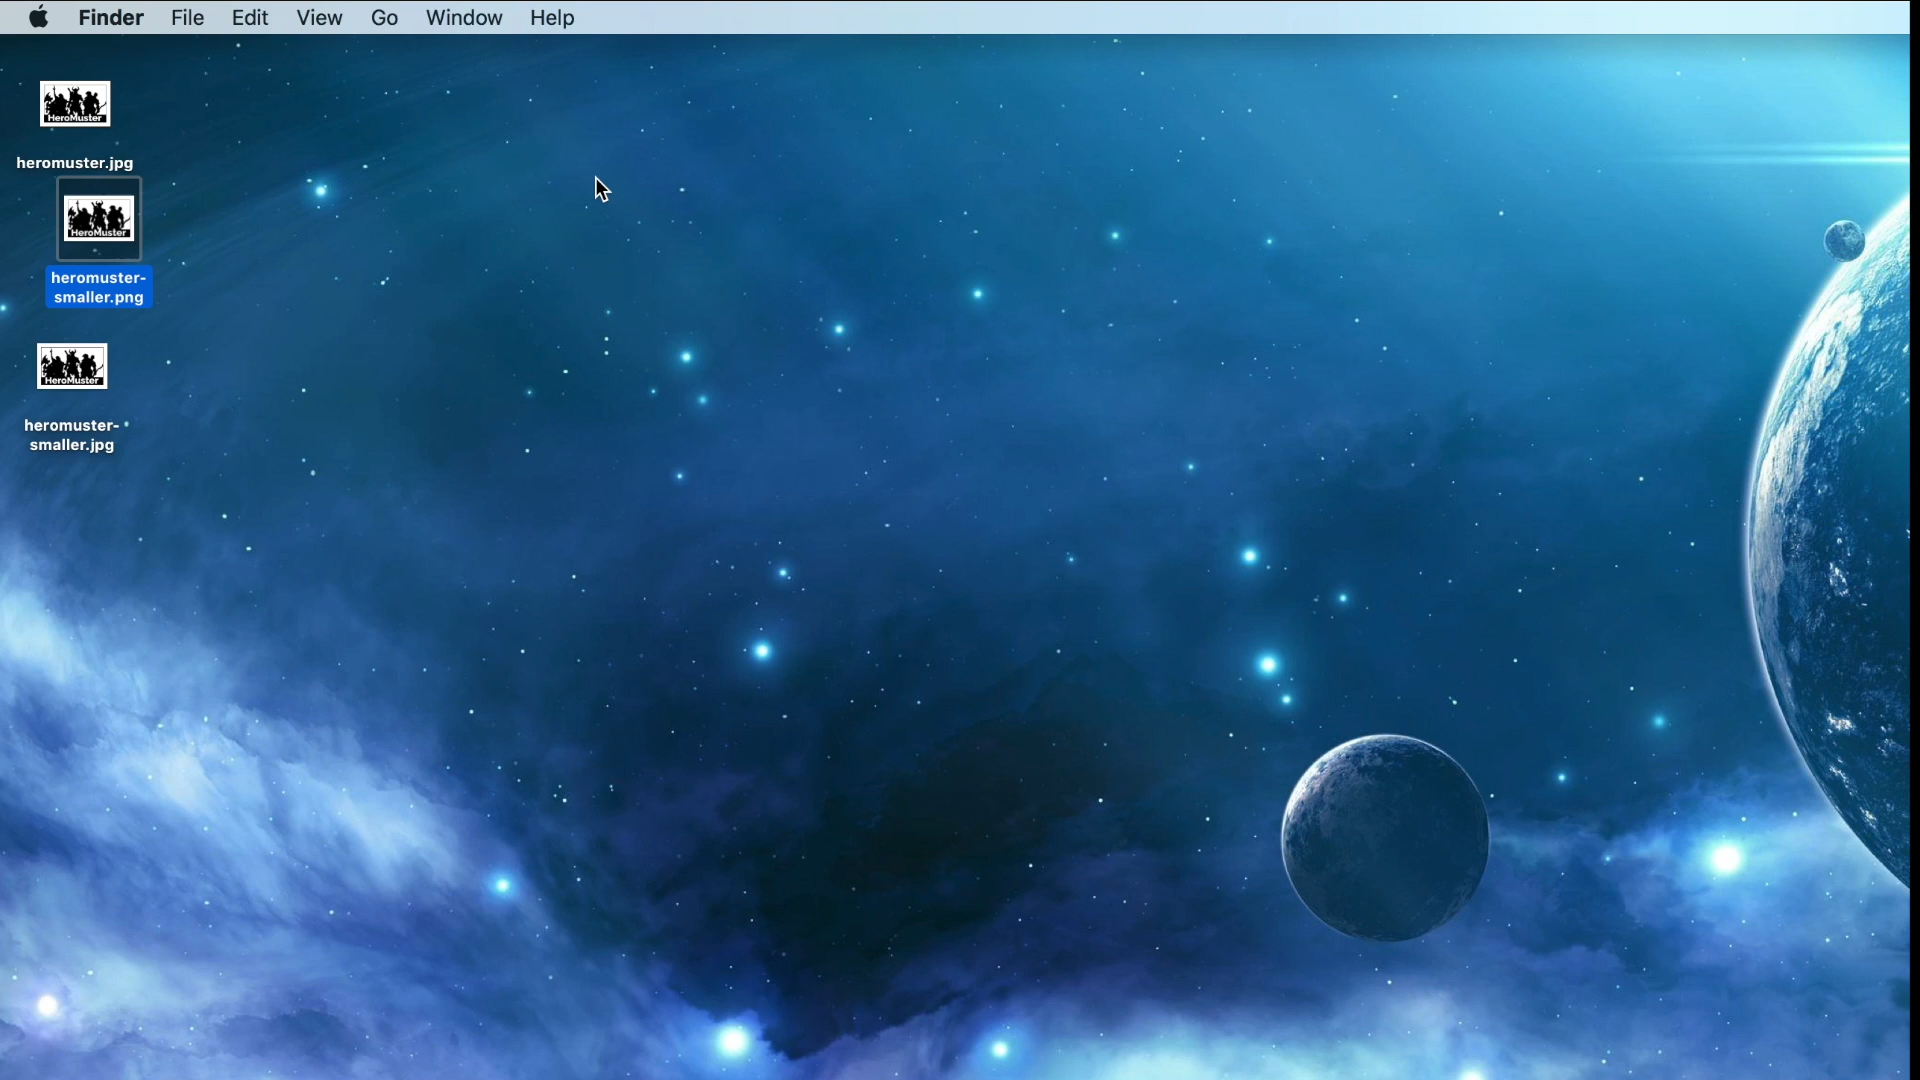 Finder File Edit View Go Window Help
HeroMuster
heromuster.jpg
HeroMuster
heromuster-
smaller.png
HeroMuster
heromuster-
smaller.jpg